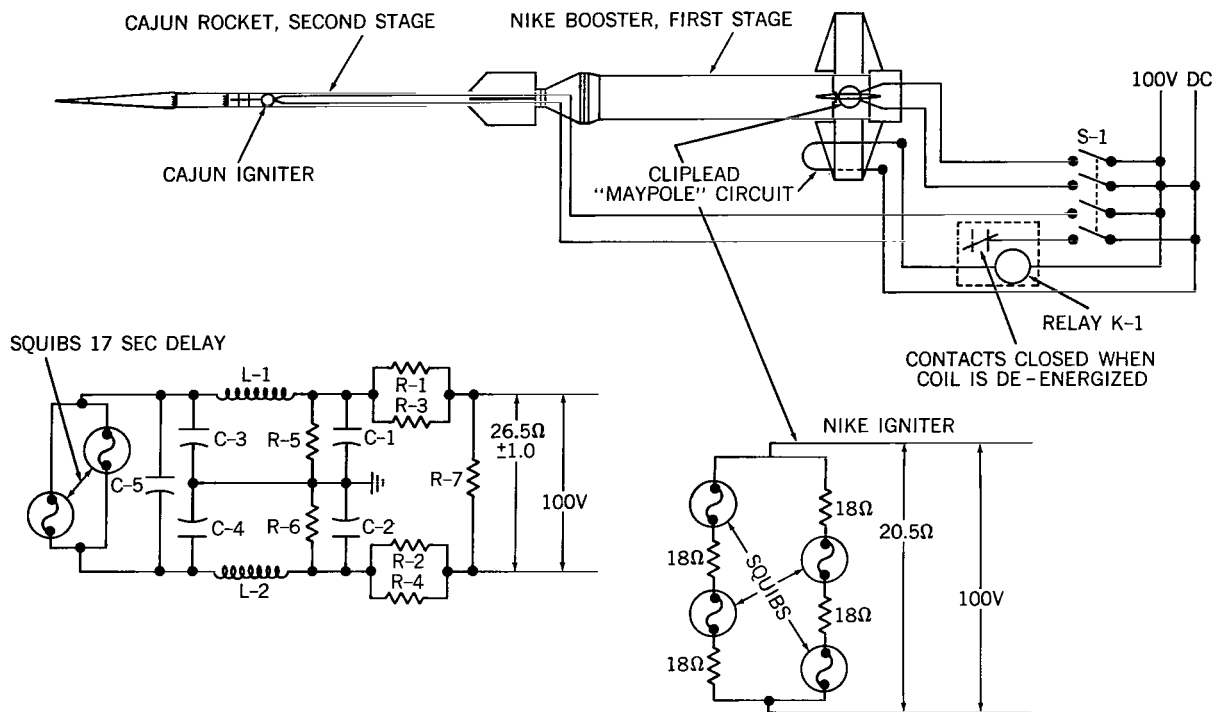 CAJUN ROCKET, SECOND STAGE
NIKE BOOSTER, FIRST STAGE
100V DC
S-1
CAJUN IGNITER
CLIPLEAD
"MAYPOLE" CIRCUIT
RELAY K-1
CONTACTS CLOSED WHEN
COIL IS DE-ENERGIZED
SQUIBS 17 SEC DELAY
L-1
R-1
R-3
C-3
R-5
C-1
26.5Ω
±1.0
C-5
R-7
100V
C-4
R-6
C-2
R-2
R-4
L-2
NIKE IGNITER
18Ω
20.5Ω
18Ω
SQUIBS
100V
18Ω
18Ω